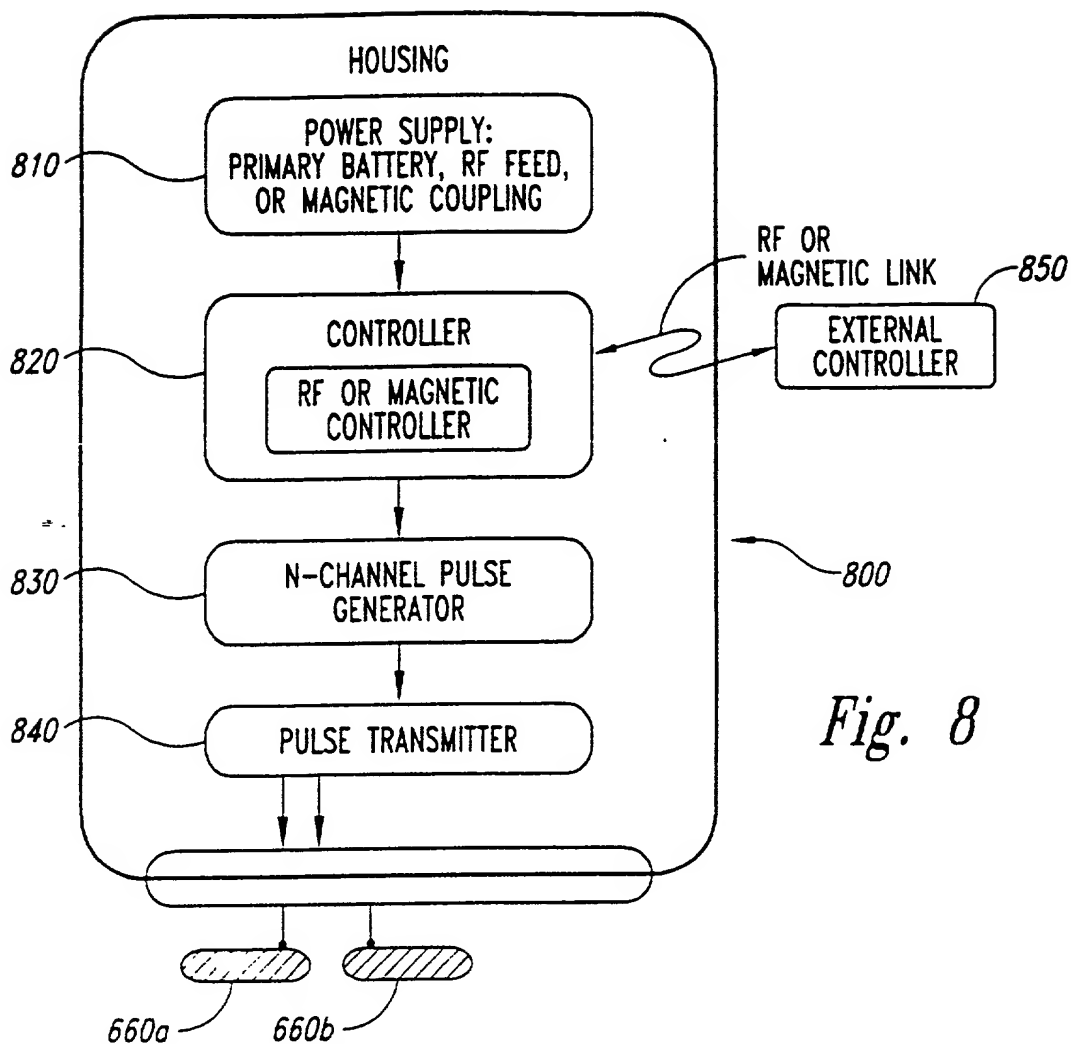 HOUSING
810
POWER SUPPLY:
PRIMARY BATTERY, RF FEED,
OR MAGNETIC COUPLING
RF OR
MAGNETIC LINK
850
EXTERNAL
CONTROLLER
820
CONTROLLER
RF OR MAGNETIC
CONTROLLER
830
N-CHANNEL PULSE
GENERATOR
800
840
PULSE TRANSMITTER
Fig. 8
660a
660b